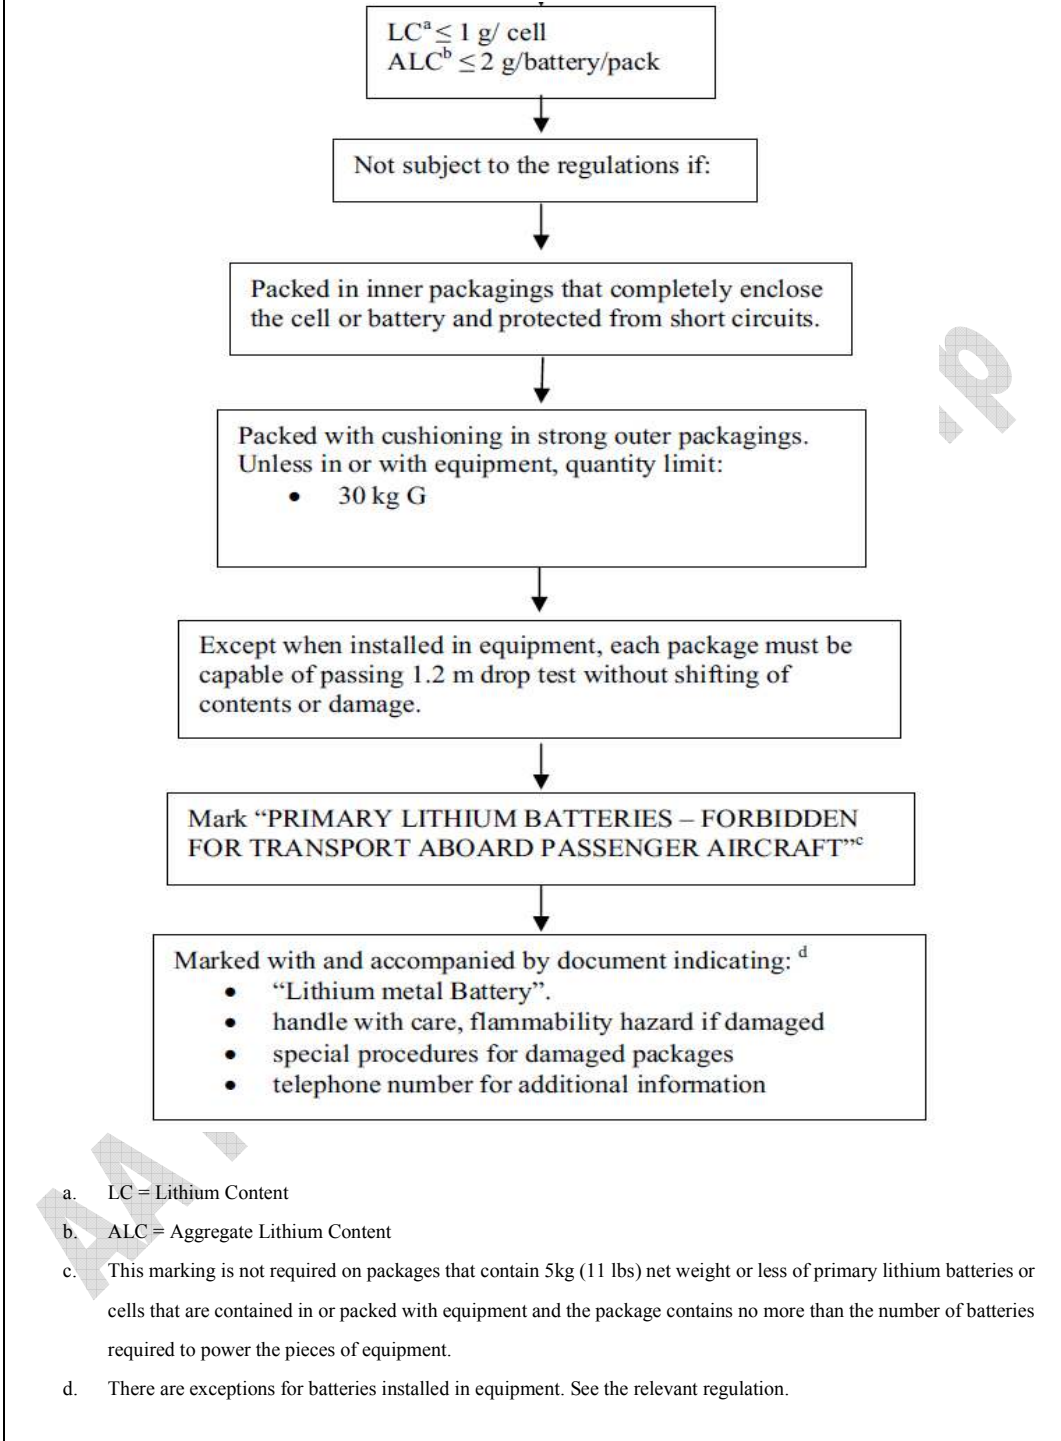 LCᵃ ≤ 1 g/ cell
ALCᵇ ≤ 2 g/battery/pack
Not subject to the regulations if:
Packed in inner packagings that completely enclose
the cell or battery and protected from short circuits.
Packed with cushioning in strong outer packagings.
Unless in or with equipment, quantity limit:
• 30 kg G
Except when installed in equipment, each package must be
capable of passing 1.2 m drop test without shifting of
contents or damage.
Mark “PRIMARY LITHIUM BATTERIES – FORBIDDEN
FOR TRANSPORT ABOARD PASSENGER AIRCRAFT”ᶜ
Marked with and accompanied by document indicating: ᵈ
• “Lithium metal Battery”.
• handle with care, flammability hazard if damaged
• special procedures for damaged packages
• telephone number for additional information
a. LC = Lithium Content
b. ALC = Aggregate Lithium Content
c. This marking is not required on packages that contain 5kg (11 lbs) net weight or less of primary lithium batteries or
cells that are contained in or packed with equipment and the package contains no more than the number of batteries
required to power the pieces of equipment.
d. There are exceptions for batteries installed in equipment. See the relevant regulation.